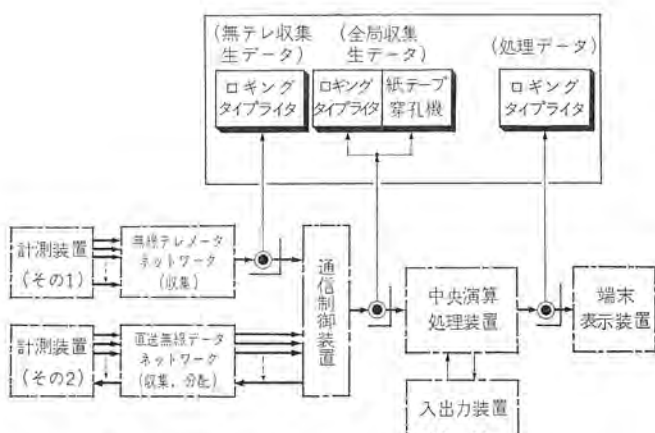 (無テレ収集
生データ)
(全局収集
生データ)
(処理データ)
ロギング
タイプライタ
ロギング
タイプライタ
紙テープ
穿孔機
ロギング
タイプライタ
計測装置
(その1)
無線テレメータ
ネットワーク
(収集)
通信制御装置
中央演算
処理装置
端末
表示装置
計測装置
(その2)
直送無線データ
ネットワーク
(収集、分配)
入出力装置